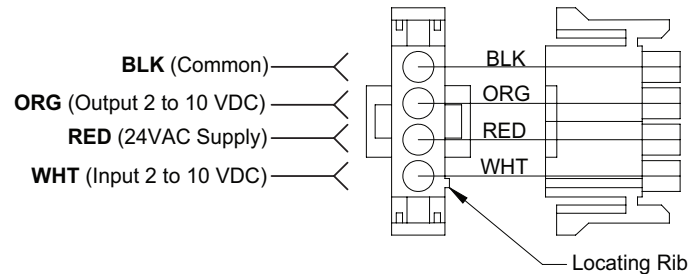 BLK (Common)
ORG (Output 2 to 10 VDC)
RED (24VAC Supply)
WHT (Input 2 to 10 VDC)
BLK
ORG
RED
WHT
Locating Rib